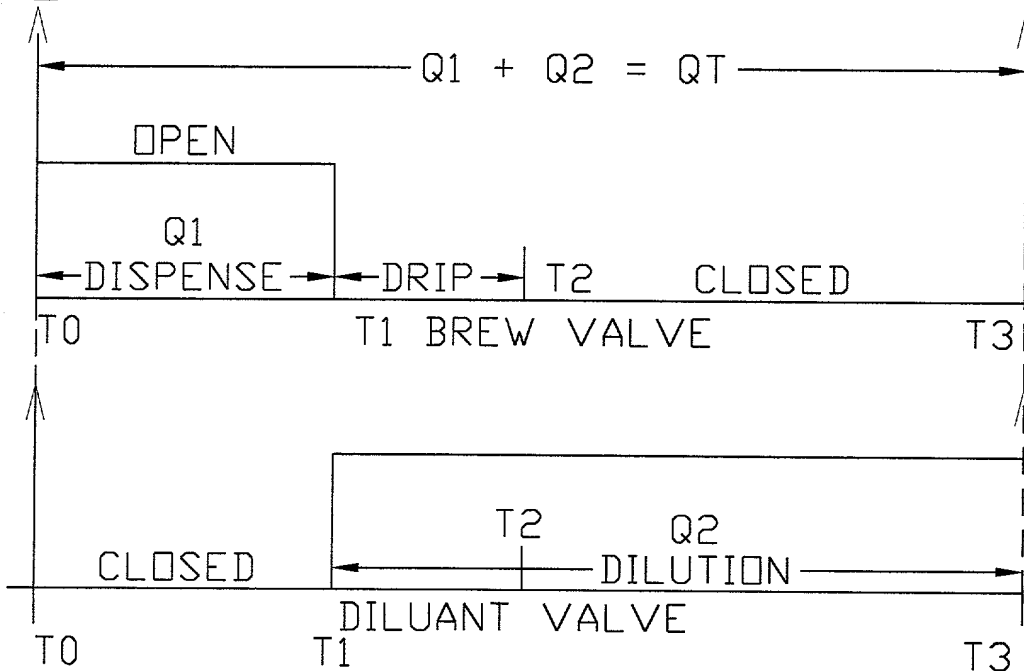 Q1 + Q2 = QT
OPEN
Q1
DISPENSE DRIP T2 CLOSED
T0 T1 BREW VALVE T3
T2 Q2
CLOSED DILUTION
DILUANT VALVE
T0 T1 T3